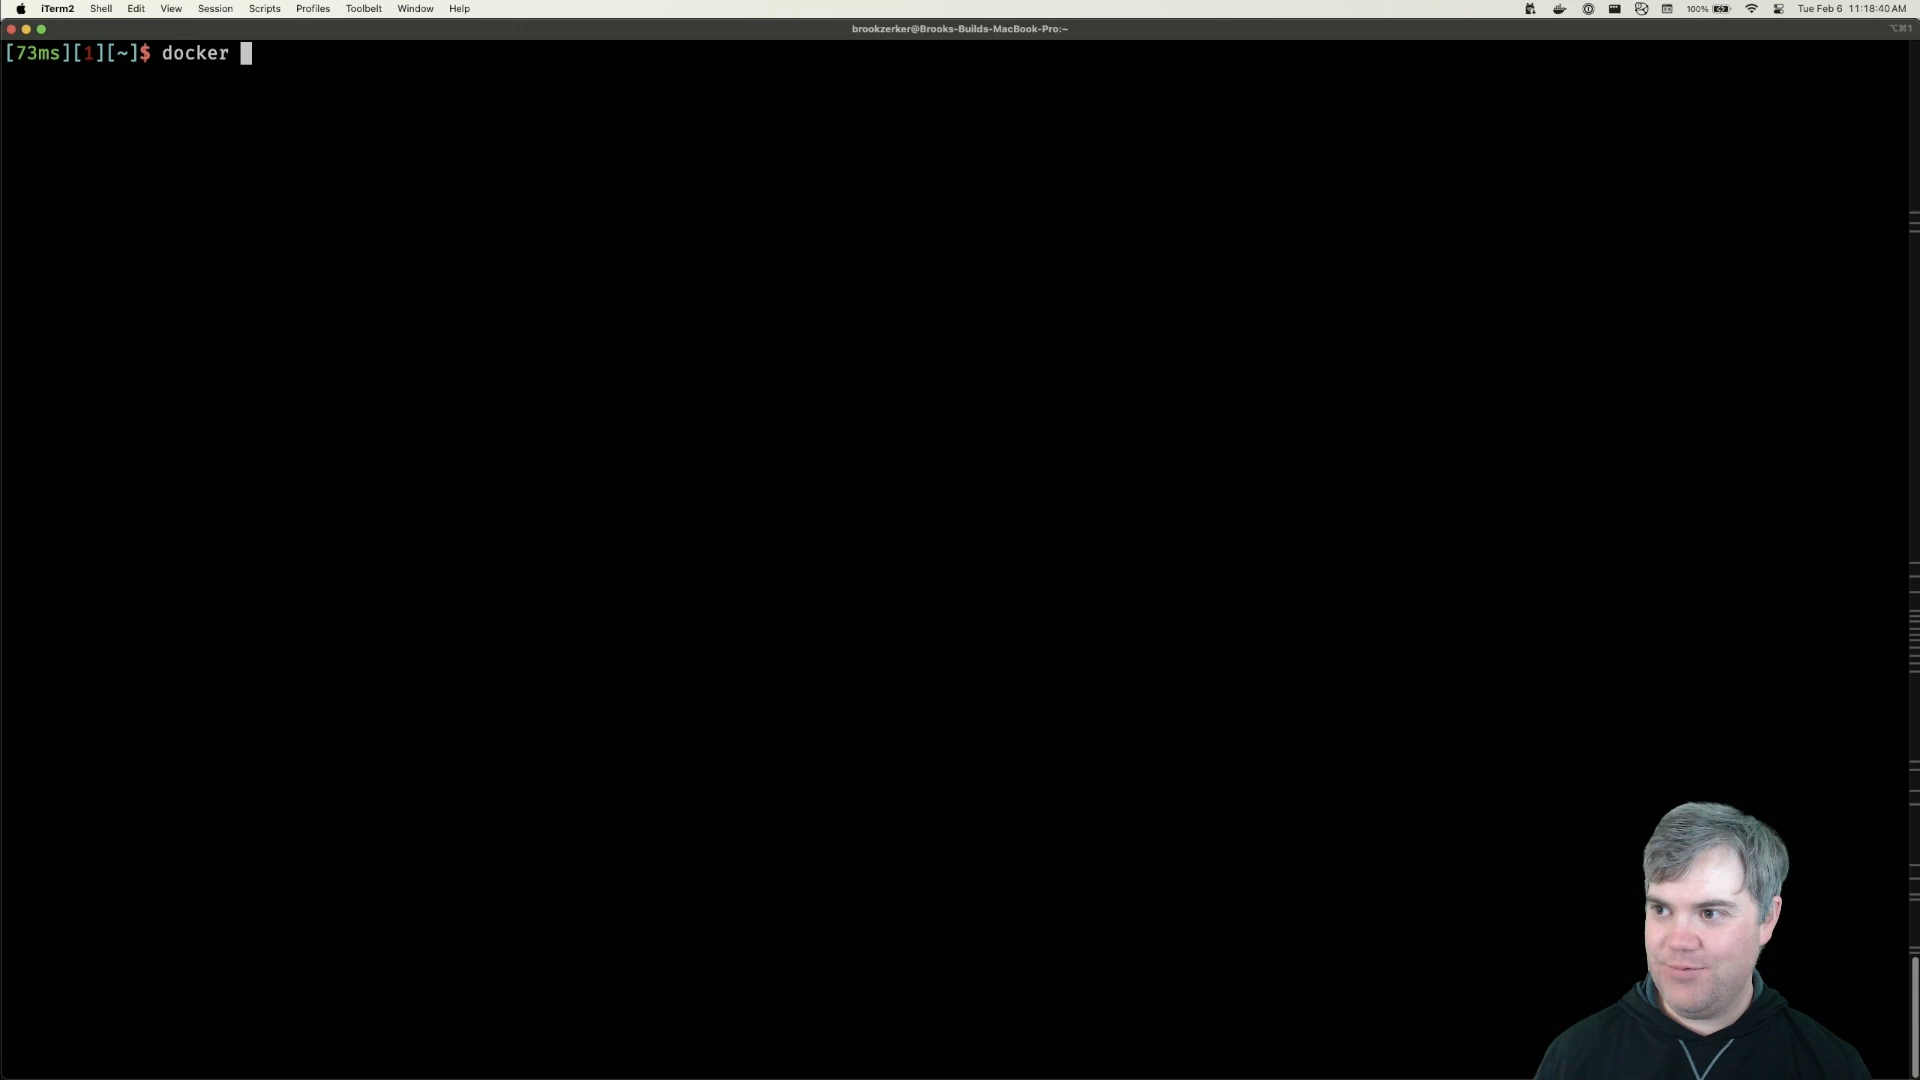 iTerm2 Shell Edit View Session Scripts Profiles Toolbelt Window Help 100% Tue Feb 6 11:18:40 AM
brookzerker@Brooks-Builds-MacBook-Pro:~ ⌥⌘1
[73ms][1][~]$ docker